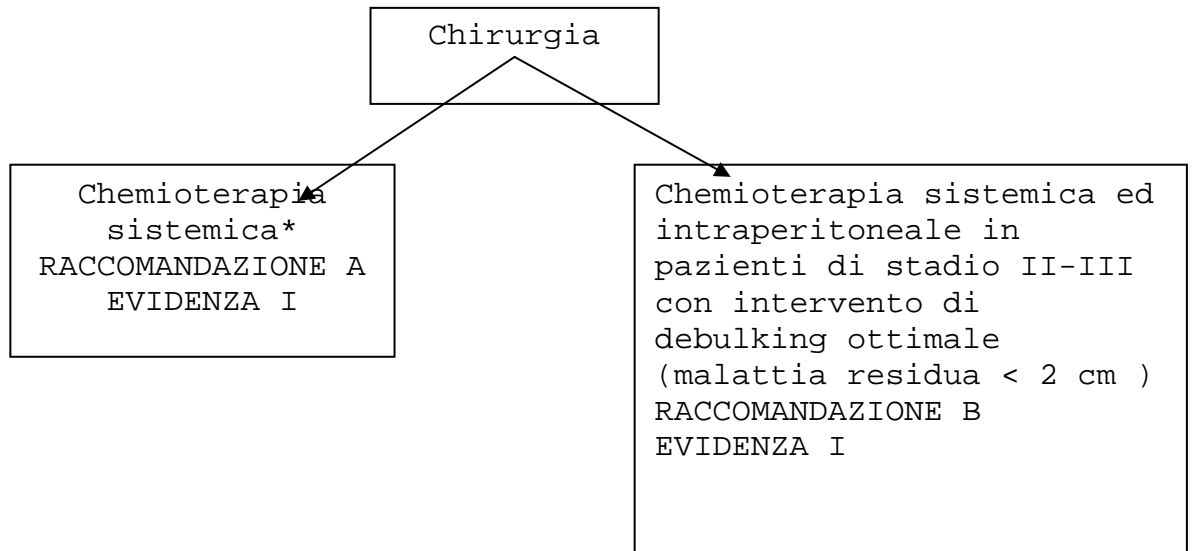 Chirurgia
Chemioterapia
sistemica*
RACCOMANDAZIONE A
EVIDENZA I
Chemioterapia sistemica ed
intraperitoneale in
pazienti di stadio II-III
con intervento di
debulking ottimale
(malattia residua < 2 cm )
RACCOMANDAZIONE B
EVIDENZA I